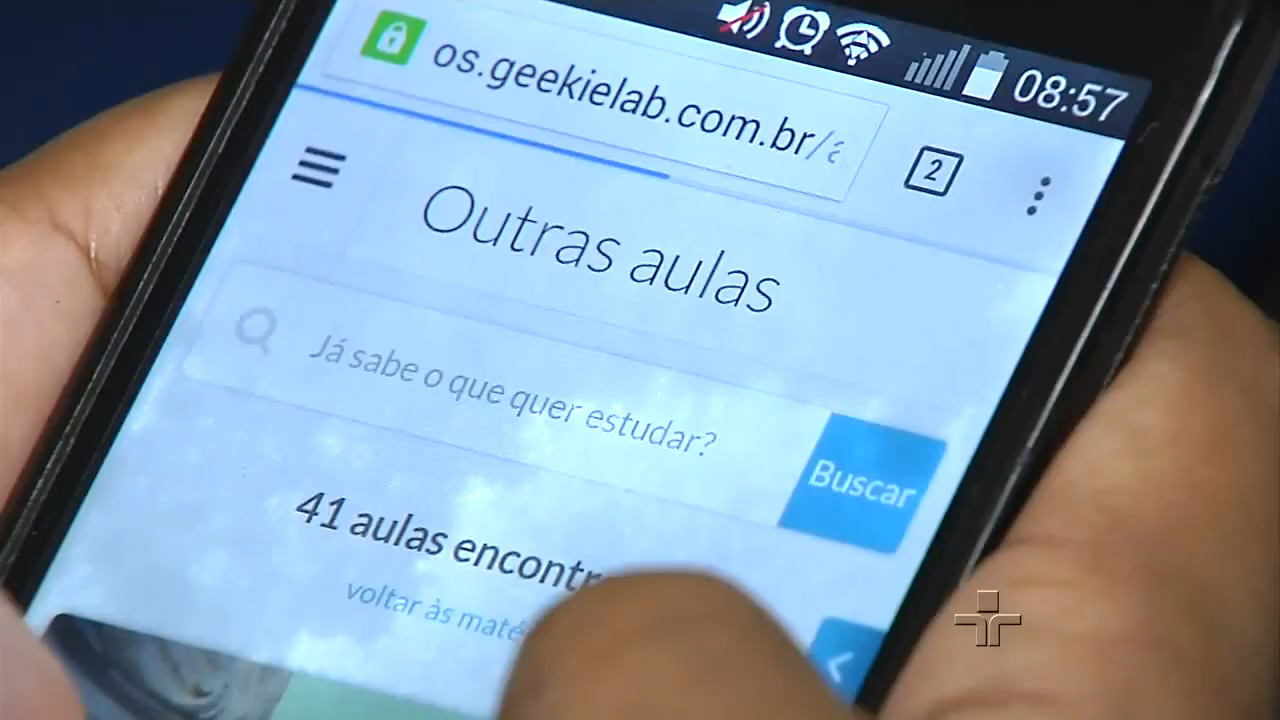 08:57
os.geekielab.com.br/
2
Outras aulas
Já sabe o que quer estudar?
Buscar
41 aulas encontr
voltar às maté